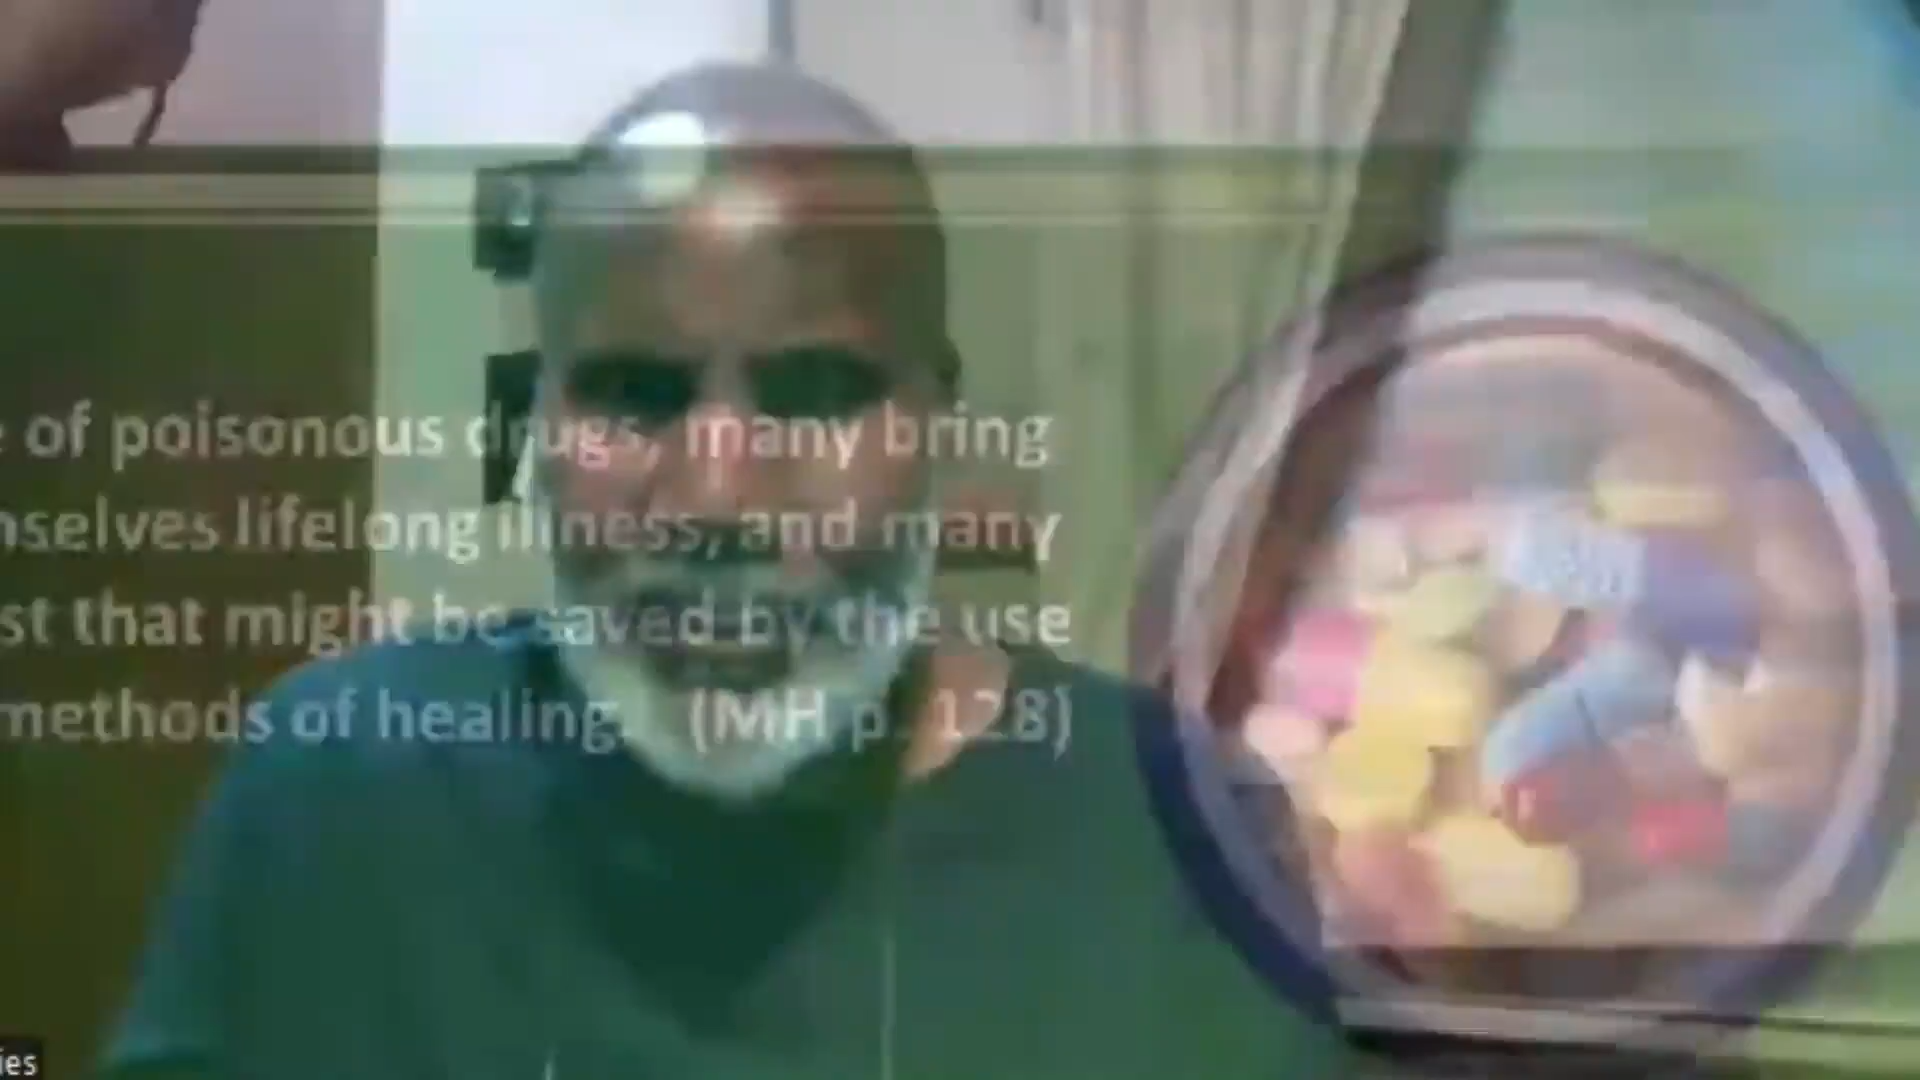 of poisonous drugs, many bring
nselves lifelong illness, and many
st that might be saved by the use
methods of healing. (MH p. 128)
ies